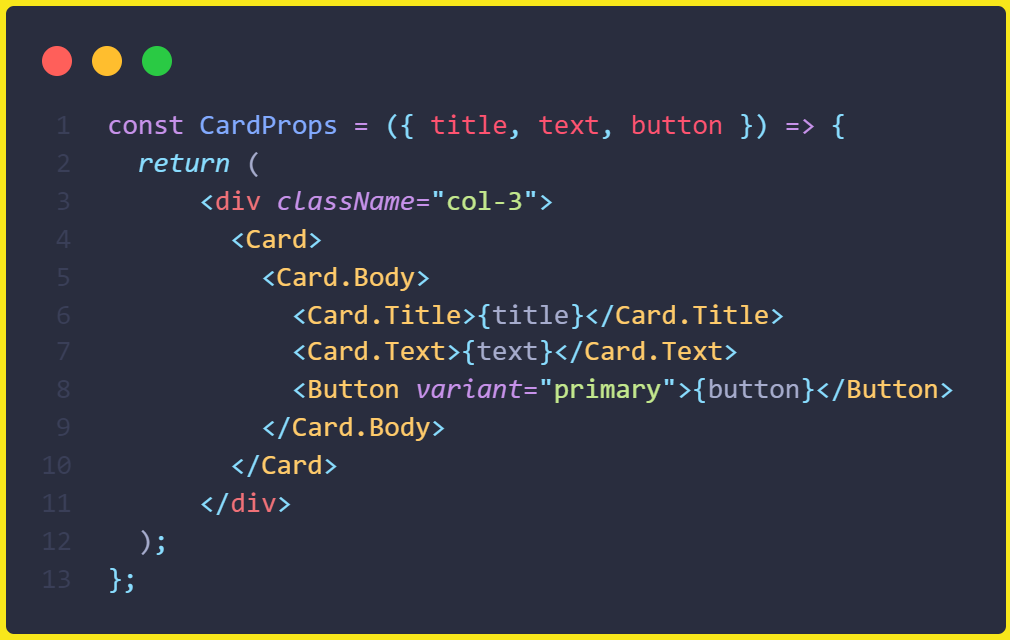 1 const CardProps = ({ title, text, button }) => {
2   return (
3       <div className="col-3">
4         <Card>
5           <Card.Body>
6             <Card.Title>{title}</Card.Title>
7             <Card.Text>{text}</Card.Text>
8             <Button variant="primary">{button}</Button>
9           </Card.Body>
10         </Card>
11       </div>
12   );
13 };